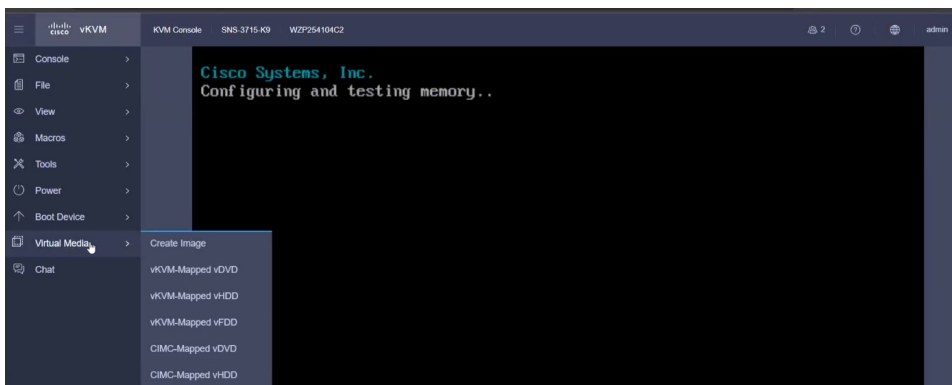 cisco vKVM
KVM Console SNS-3715-K9 WZP254104C2
2
admin
Console
File
View
Macros
Tools
Power
Boot Device
Virtual Media
Chat
Create Image
vKVM-Mapped vDVD
vKVM-Mapped vHDD
vKVM-Mapped vFDD
CIMC-Mapped vDVD
CIMC-Mapped vHDD
Cisco Systems, Inc.
Configuring and testing memory..